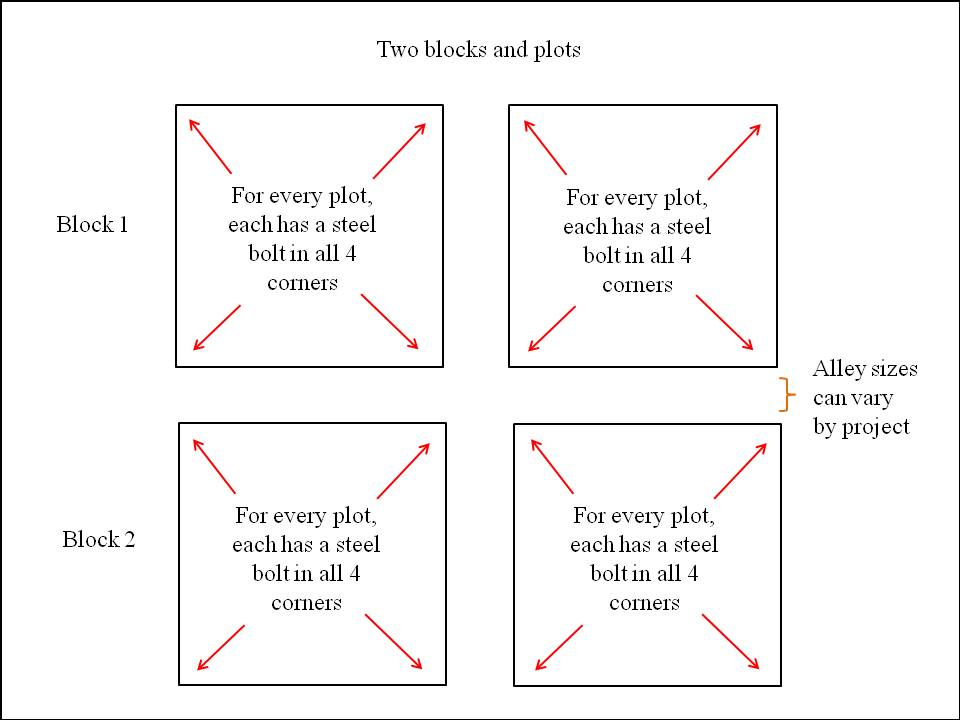 Two blocks and plots
Block 1
For every plot,
each has a steel
bolt in all 4
corners
For every plot,
each has a steel
bolt in all 4
corners
Alley sizes
can vary
by project
Block 2
For every plot,
each has a steel
bolt in all 4
corners
For every plot,
each has a steel
bolt in all 4
corners